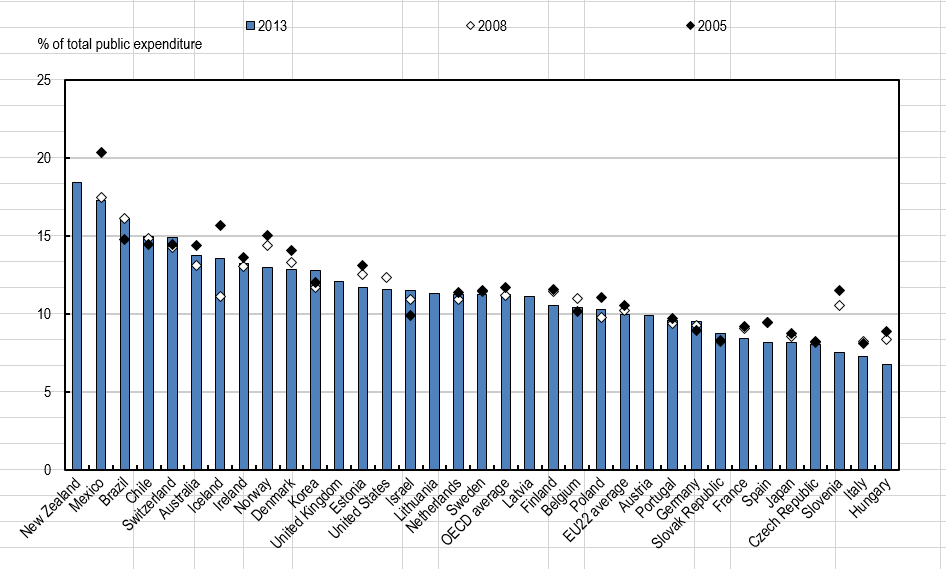 2013 2008 2005
% of total public expenditure
25
20
15
10
5
0
New Zealand
Mexico
Brazil
Chile
Switzerland
Australia
Iceland
Ireland
Norway
Denmark
Korea
United Kingdom
Estonia
United States
Israel
Lithuania
Netherlands
Sweden
OECD average
Latvia
Finland
Belgium
Poland
EU22 average
Austria
Portugal
Germany
Slovak Republic
France
Spain
Japan
Czech Republic
Slovenia
Italy
Hungary